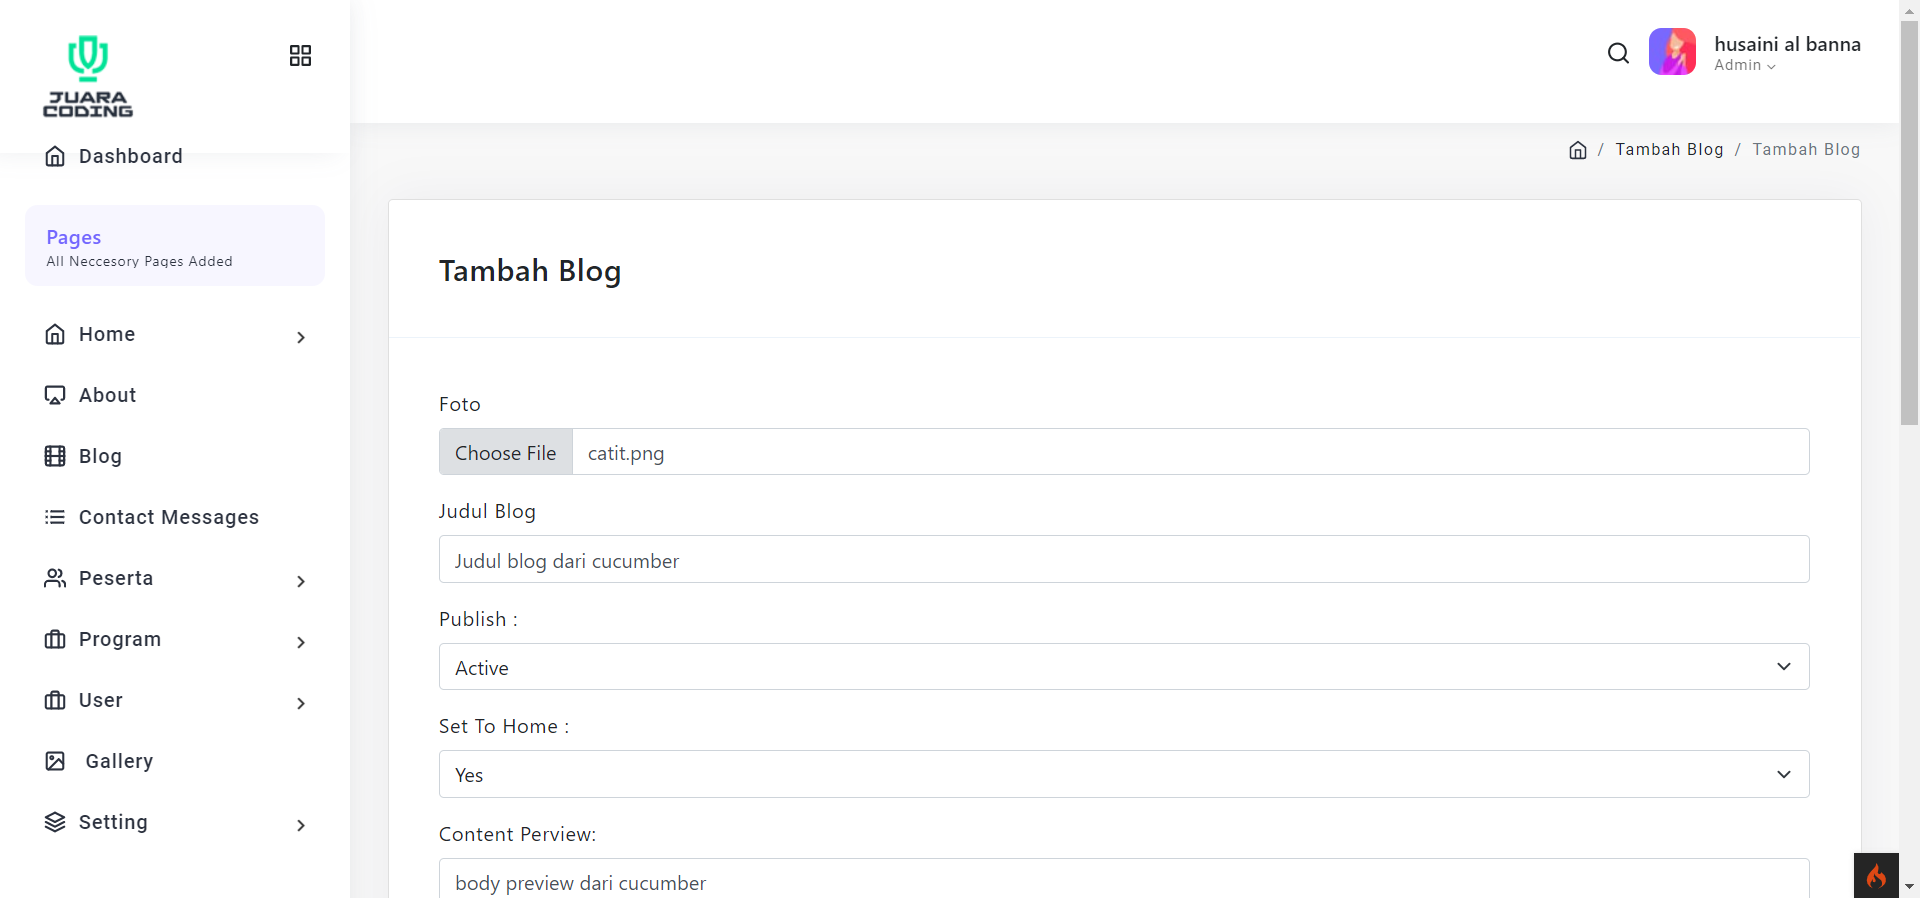 JUARA
CODING
husaini al banna
Admin
Dashboard
/ Tambah Blog / Tambah Blog
Pages
All Neccesory Pages Added
Home
About
Blog
Contact Messages
Peserta
Program
User
Gallery
Setting
Tambah Blog
Foto
Choose File catit.png
Judul Blog
Judul blog dari cucumber
Publish :
Active
Set To Home :
Yes
Content Perview:
body preview dari cucumber